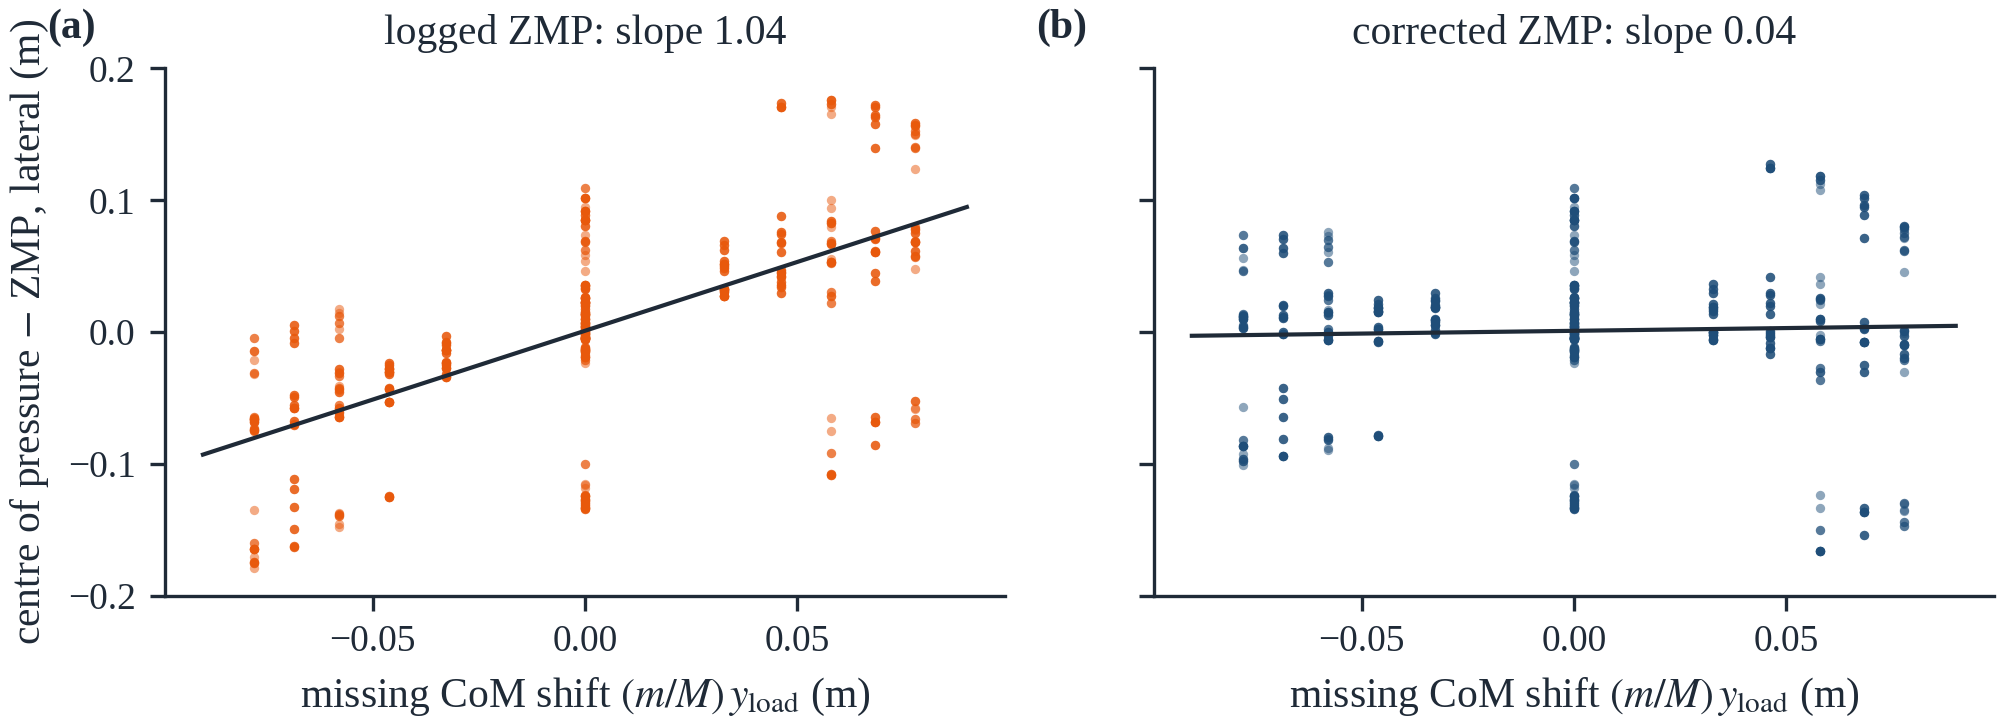 (a)
logged ZMP: slope 1.04
centre of pressure − ZMP, lateral (m)
0.2
0.1
0.0
−0.1
−0.2
−0.05 0.00 0.05
missing CoM shift (m/M) y_load (m)
(b)
corrected ZMP: slope 0.04
−0.05 0.00 0.05
missing CoM shift (m/M) y_load (m)